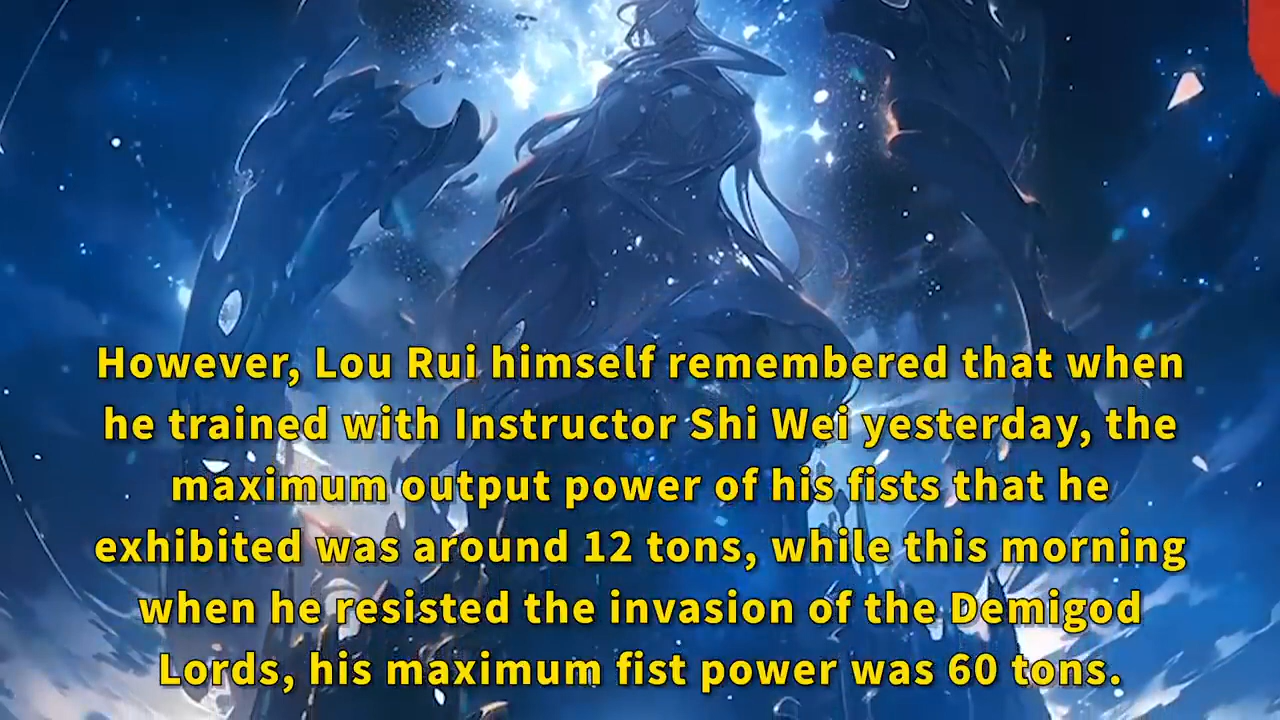 However, Lou Rui himself remembered that when
he trained with Instructor Shi Wei yesterday, the
maximum output power of his fists that he
exhibited was around 12 tons, while this morning
when he resisted the invasion of the Demigod
Lords, his maximum fist power was 60 tons.